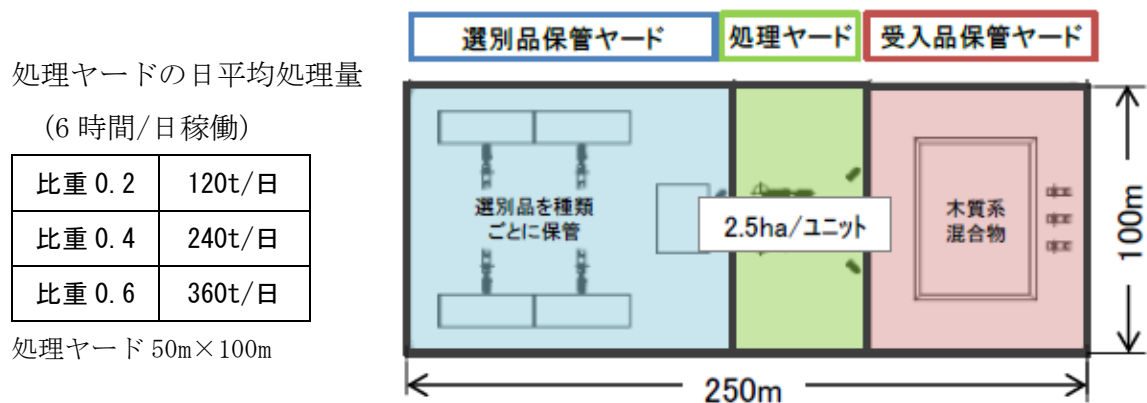 処理ヤードの日平均処理量
(6 時間/日稼働)
比重 0.2 120t/日
比重 0.4 240t/日
比重 0.6 360t/日
処理ヤード 50m×100m
選別品保管ヤード 処理ヤード 受入品保管ヤード
選別品を種類
ごとに保管
2.5ha/ユニット
木質系
混合物
100m
250m